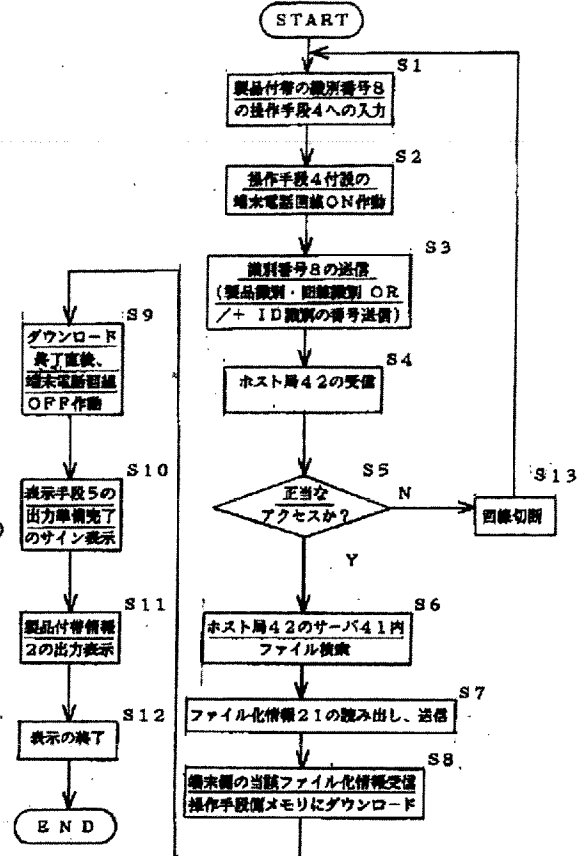 START
S1
製品付帯の識別番号8
の操作手段4への入力
S2
操作手段4付設の
端末電話回線ON作動
S3
識別番号8の送信
(製品識別・回線識別 OR
/+ ID識別の番号送信)
S4
ホスト局42の受信
S5
正当な
アクセスか?
N
Y
S13
回線切断
S6
ホスト局42のサーバ41内
ファイル検索
S7
ファイル化情報21の読み出し、送信
S8
端末側の当該ファイル化情報受信
操作手段側メモリにダウンロード
S9
ダウンロード
終了直後、
端末電話回線
OFF作動
S10
表示手段5の
出力準備完了
のサイン表示
S11
製品付帯情報
2の出力表示
S12
表示の終了
END